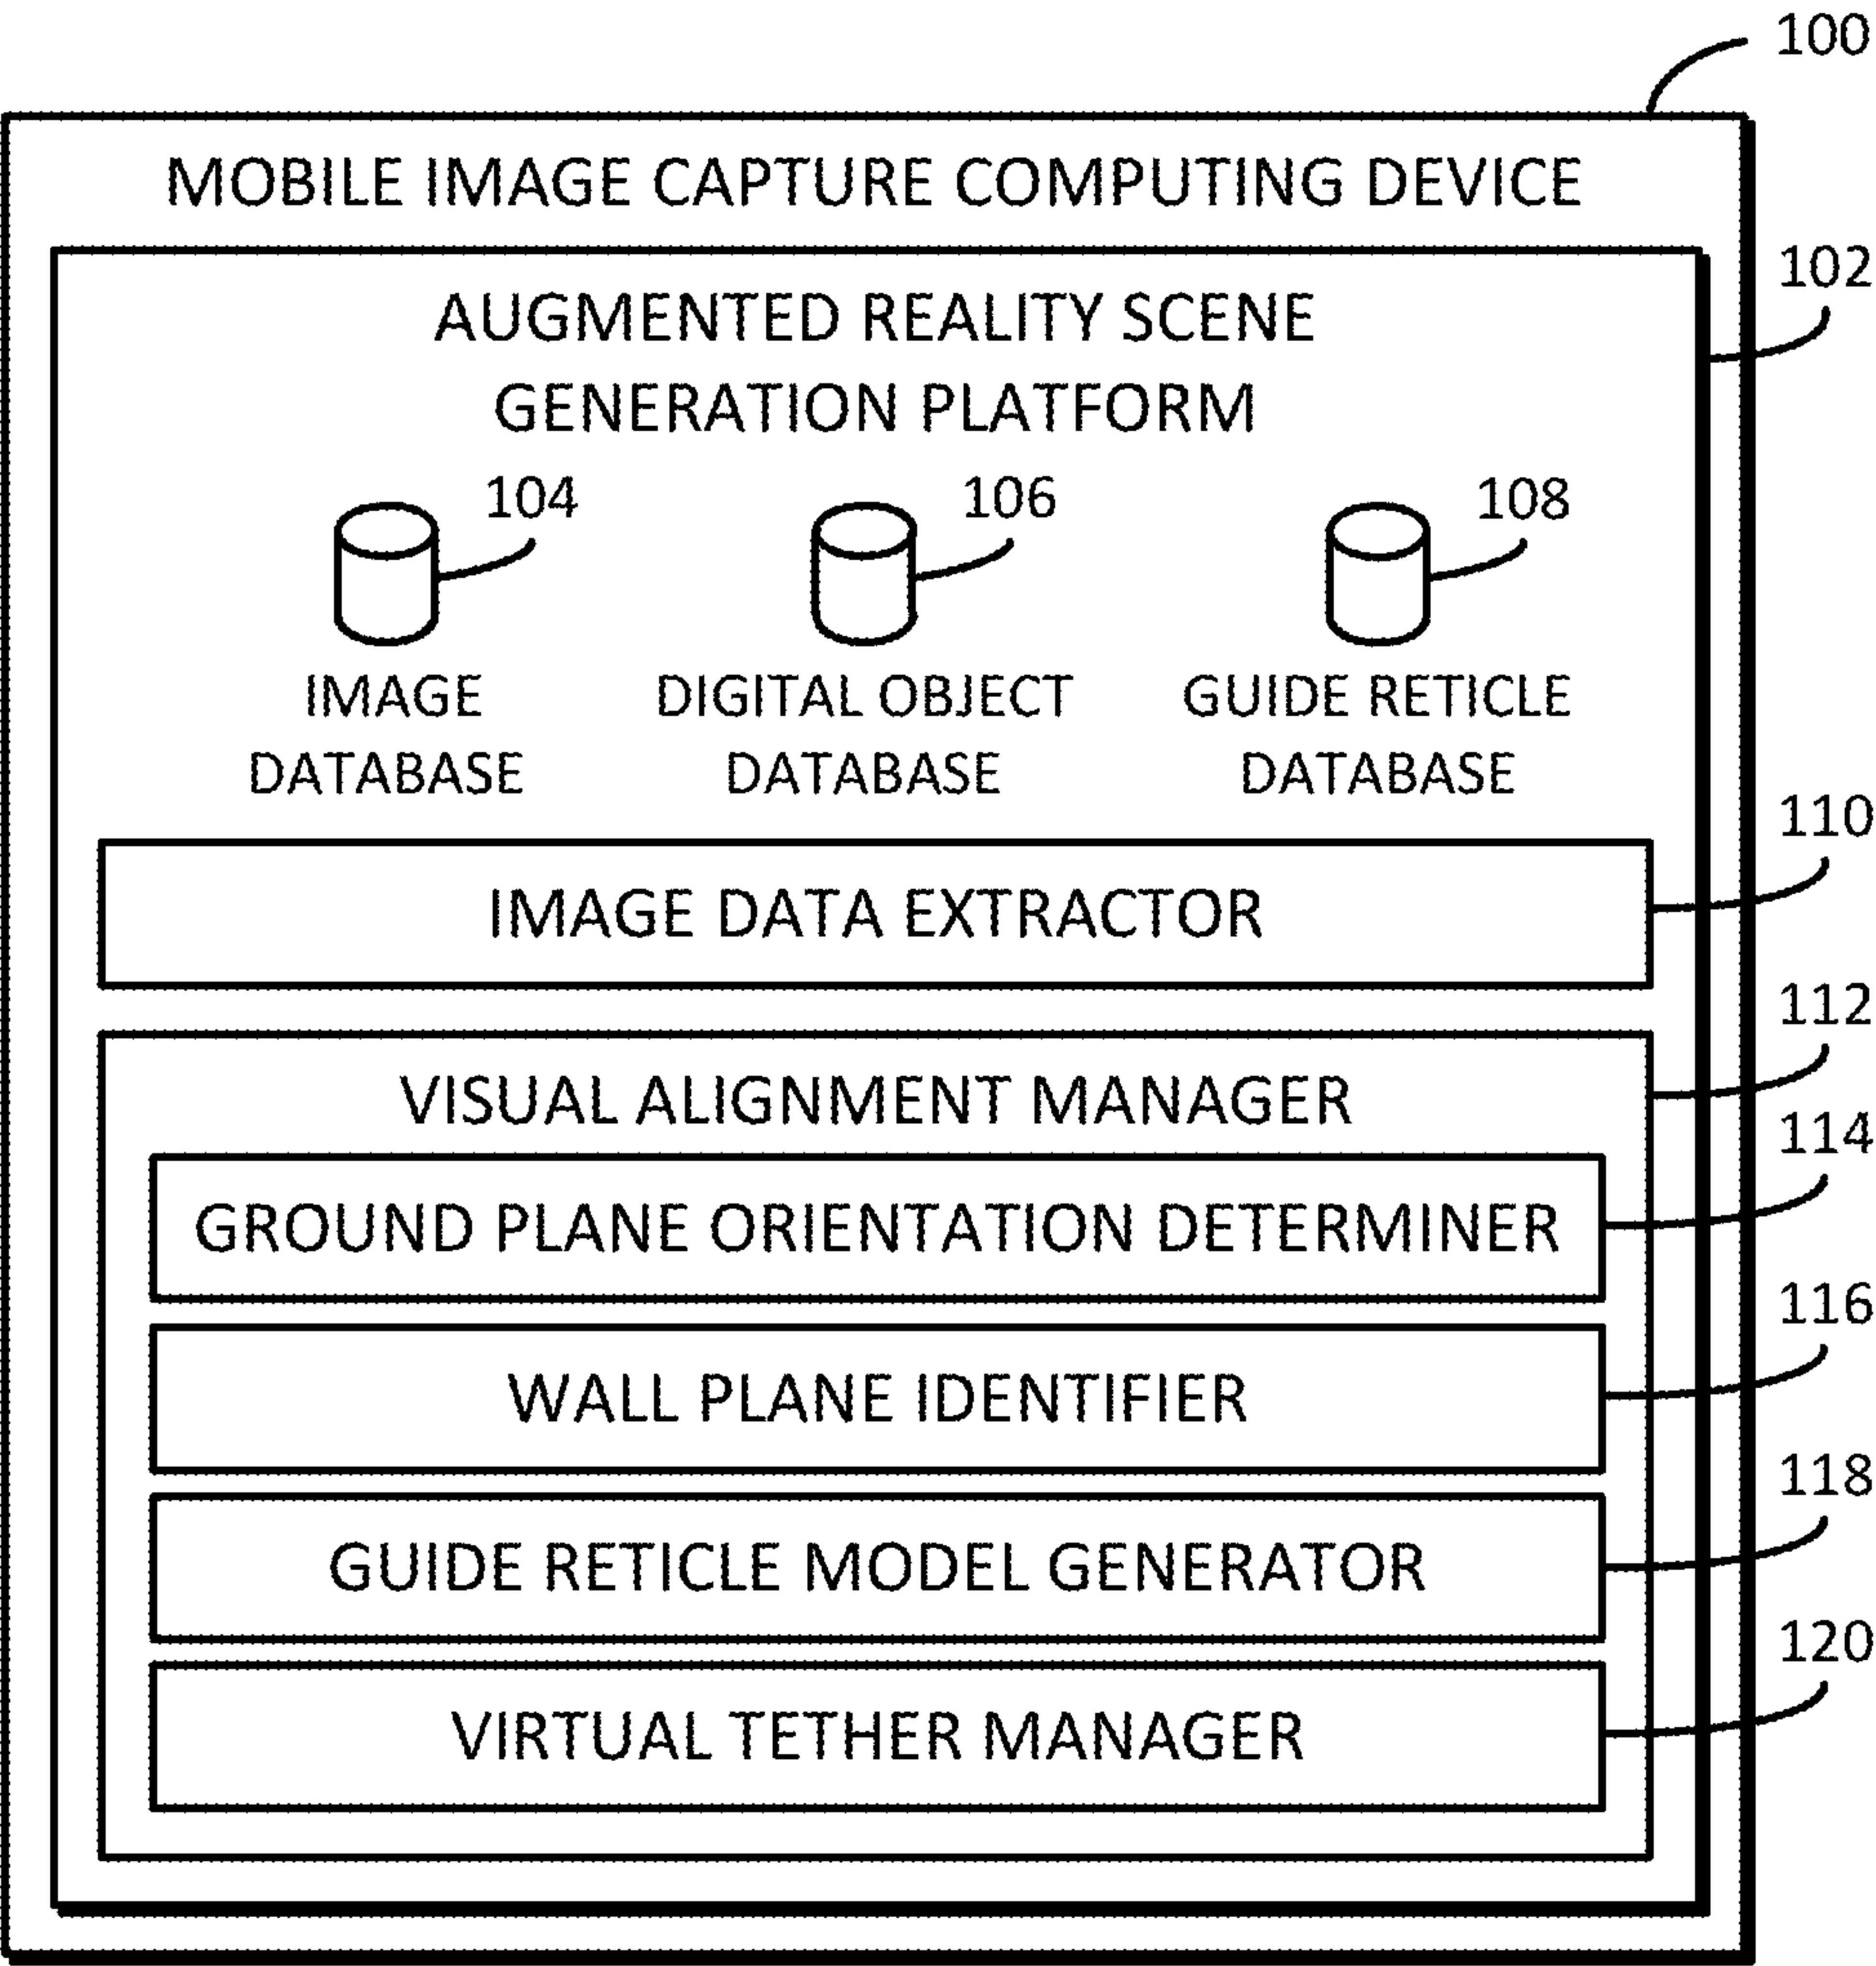 100
MOBILE IMAGE CAPTURE COMPUTING DEVICE
102
AUGMENTED REALITY SCENE
GENERATION PLATFORM
104
106
108
IMAGE
DATABASE
DIGITAL OBJECT
DATABASE
GUIDE RETICLE
DATABASE
110
IMAGE DATA EXTRACTOR
112
VISUAL ALIGNMENT MANAGER
114
GROUND PLANE ORIENTATION DETERMINER
116
WALL PLANE IDENTIFIER
118
GUIDE RETICLE MODEL GENERATOR
120
VIRTUAL TETHER MANAGER